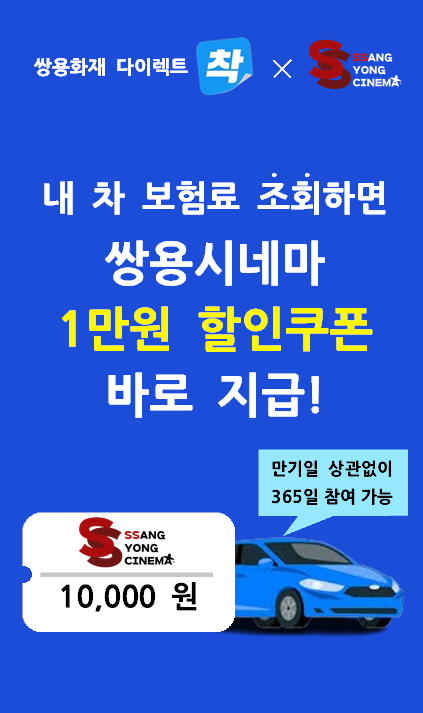 쌍용화재 다이렉트 착 × SSANG
YONG
CINEMA
내 차 보험료 조회하면
쌍용시네마
1만원 할인쿠폰
바로 지급!
만기일 상관없이
365일 참여 가능
SSANG
YONG
CINEMA
10,000 원